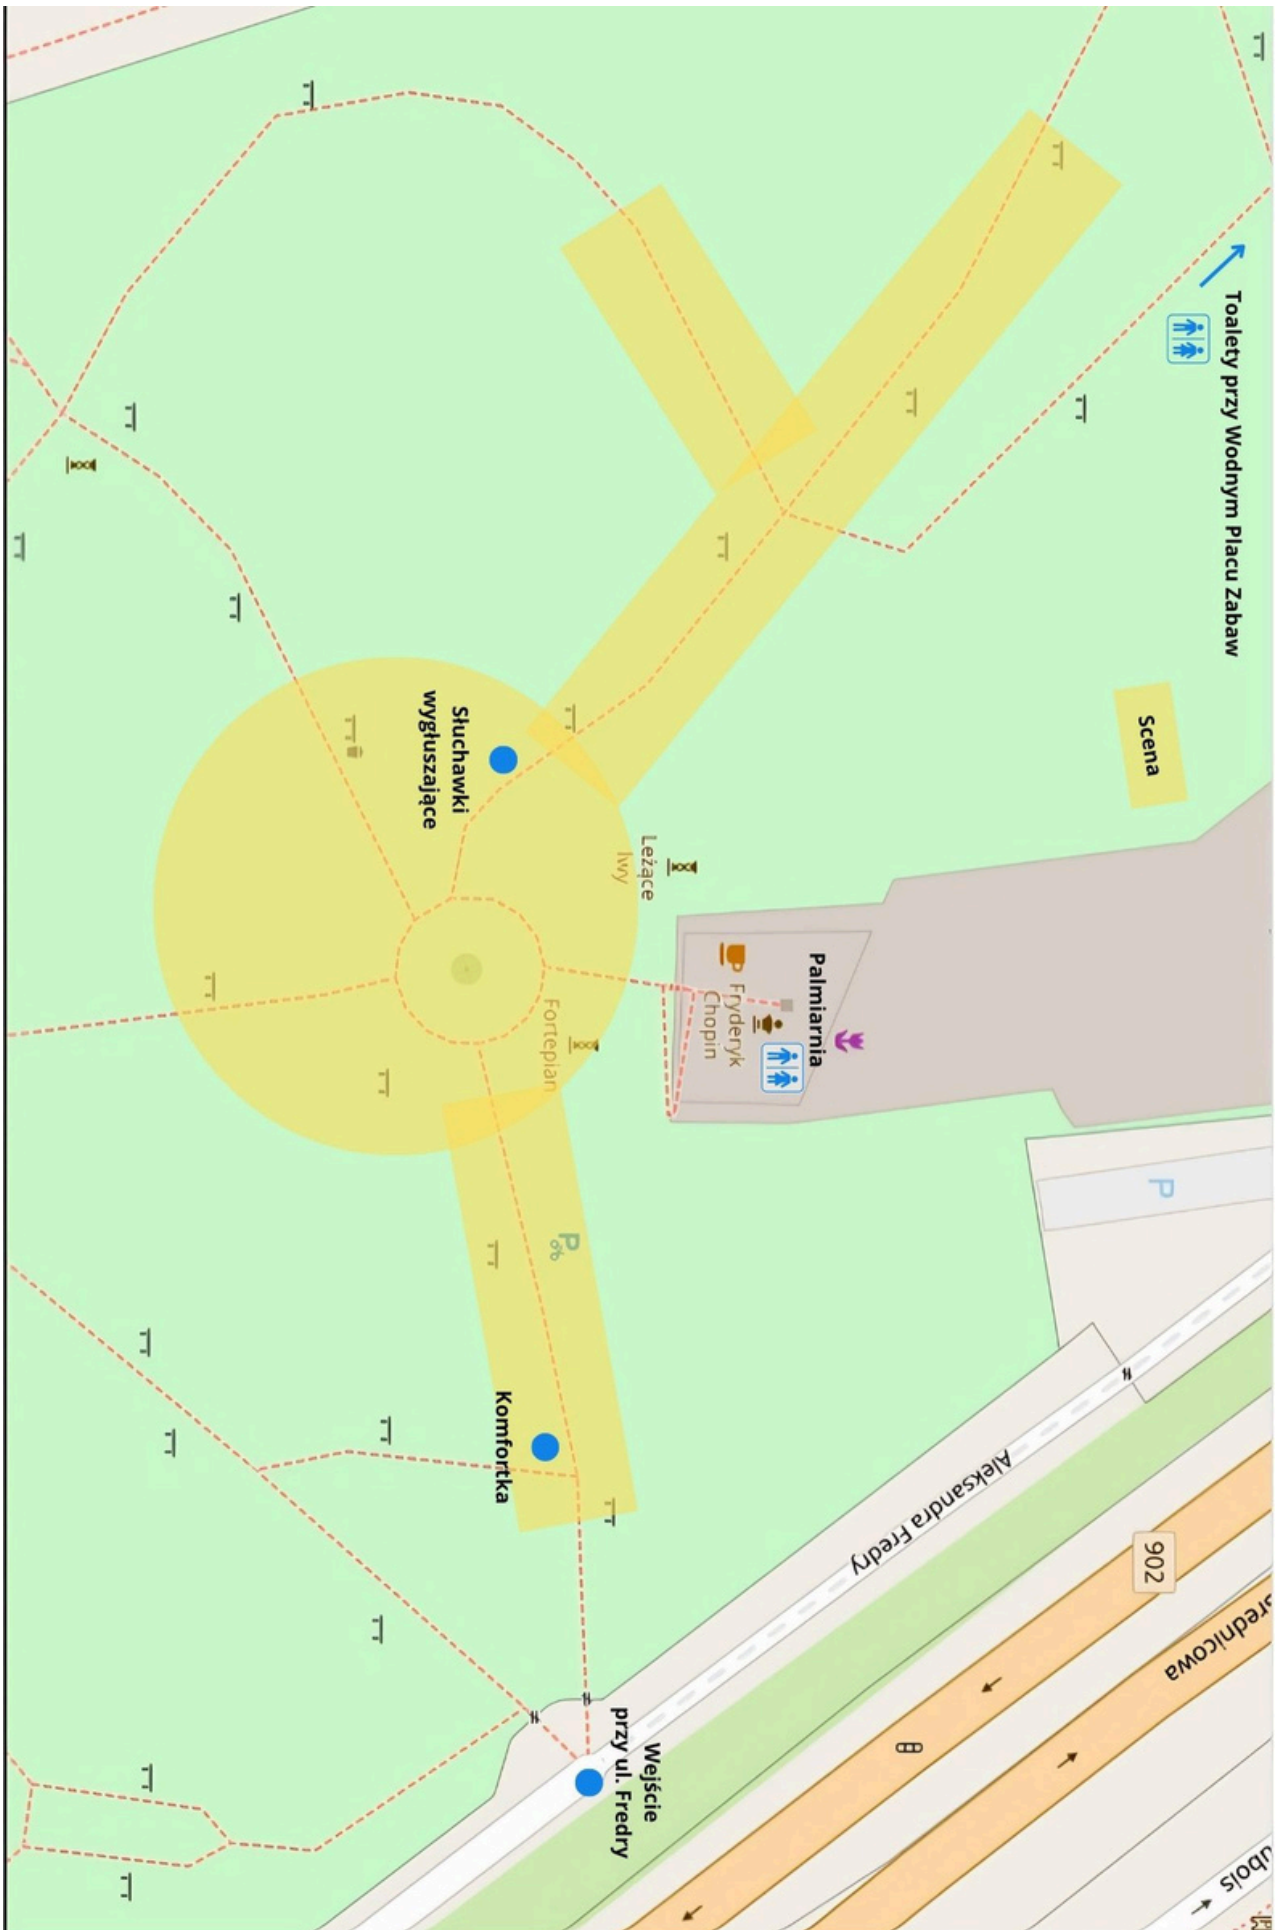 Toalety przy Wodnym Placu Zabaw
Scena
Słuchawki
wygłuszające
Leżące
lwy
Palmiarnia
Fryderyk
Chopin
Fortepian
P
P
Komfortka
Aleksandra Fredry
902
Wejście
przy ul. Fredry